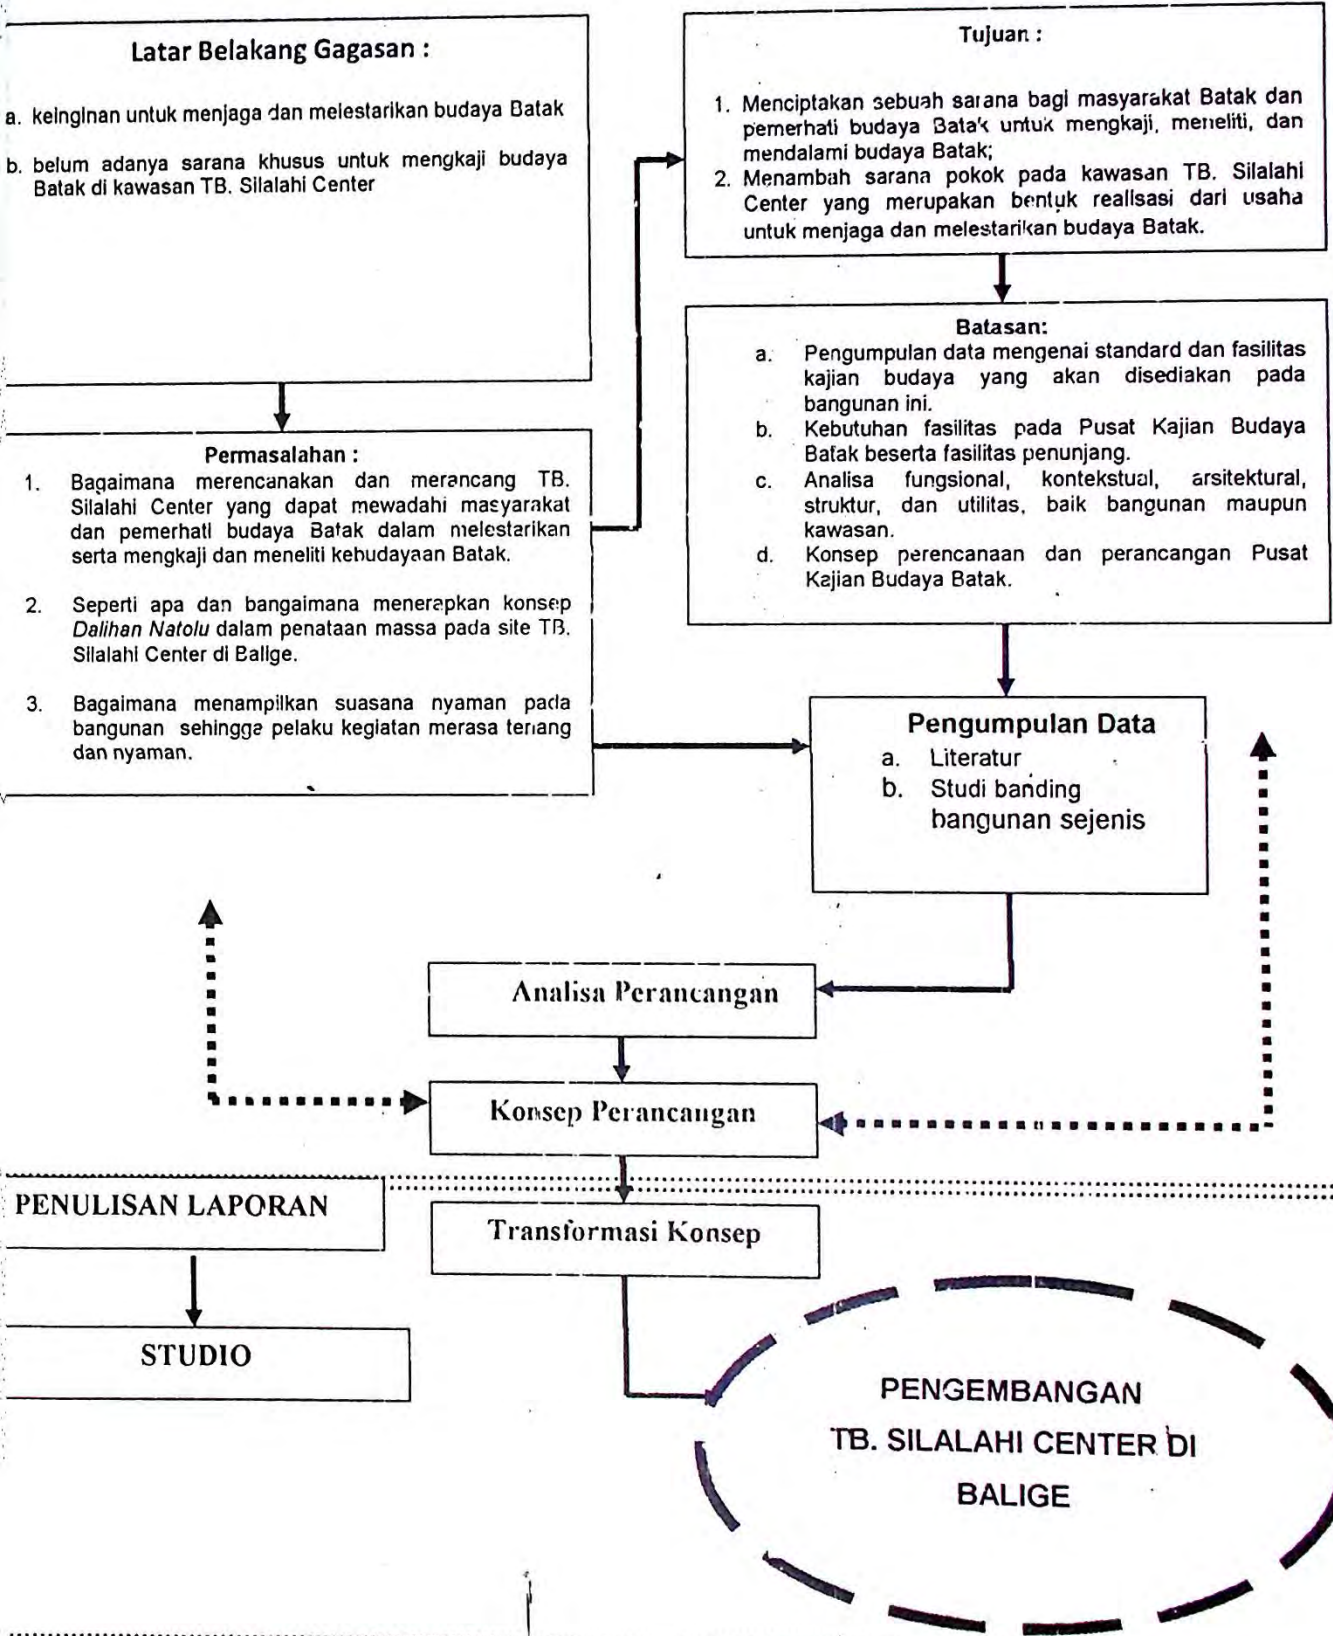 Latar Belakang Gagasan :
a. keinginan untuk menjaga dan melestarikan budaya Batak
b. belum adanya sarana khusus untuk mengkaji budaya
Batak di kawasan TB. Silalahi Center
Permasalahan :
1. Bagaimana merencanakan dan merancang TB.
Silalahi Center yang dapat mewadahi masyarakat
dan pemerhati budaya Batak dalam melestarikan
serta mengkaji dan meneliti kebudayaan Batak.
2. Seperti apa dan bangaimana menerapkan konsep
Dalihan Natolu dalam penataan massa pada site TB.
Silalahi Center di Balige.
3. Bagaimana menampilkan suasana nyaman pada
bangunan sehingga pelaku kegiatan merasa tenang
dan nyaman.
Tujuan :
1. Menciptakan sebuah sarana bagi masyarakat Batak dan
pemerhati budaya Batak untuk mengkaji, meneliti, dan
mendalami budaya Batak;
2. Menambah sarana pokok pada kawasan TB. Silalahi
Center yang merupakan bentuk realisasi dari usaha
untuk menjaga dan melestarikan budaya Batak.
Batasan:
a. Pengumpulan data mengenai standard dan fasilitas
kajian budaya yang akan disediakan pada
bangunan ini.
b. Kebutuhan fasilitas pada Pusat Kajian Budaya
Batak beserta fasilitas penunjang.
c. Analisa fungsional, kontekstual, arsitektural,
struktur, dan utilitas, baik bangunan maupun
kawasan.
d. Konsep perencanaan dan perancangan Pusat
Kajian Budaya Batak.
Pengumpulan Data
a. Literatur
b. Studi banding
bangunan sejenis
Analisa Perancangan
Konsep Perancangan
PENULISAN LAPORAN
Transformasi Konsep
STUDIO
PENGEMBANGAN
TB. SILALAHI CENTER DI
BALIGE